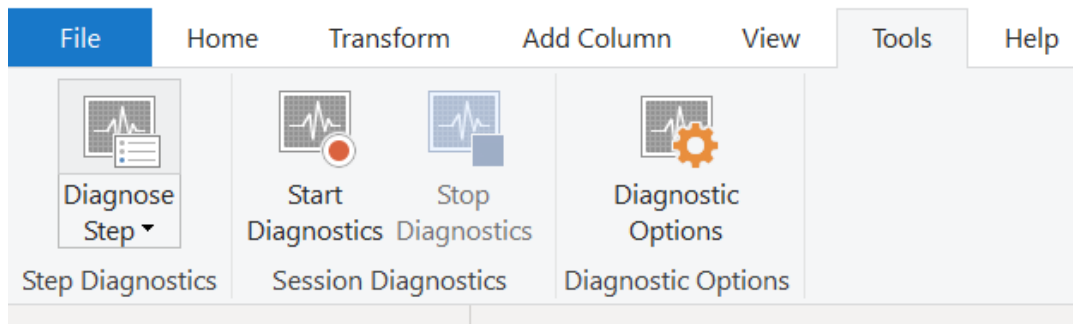 File Home Transform Add Column View Tools Help
Diagnose Step
Start Diagnostics
Stop Diagnostics
Diagnostic Options
Step Diagnostics Session Diagnostics Diagnostic Options